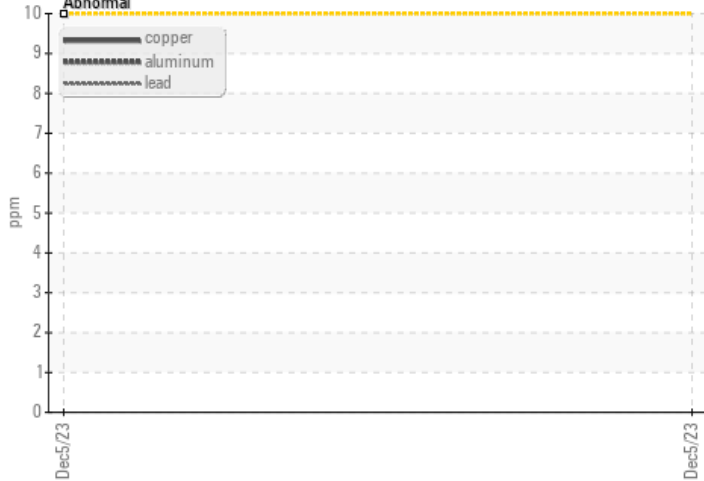 Abnormal
10
copper
9
aluminum
lead
8
7
6
ppm
5
4
3
2
1
0
Dec5/23
Dec5/23